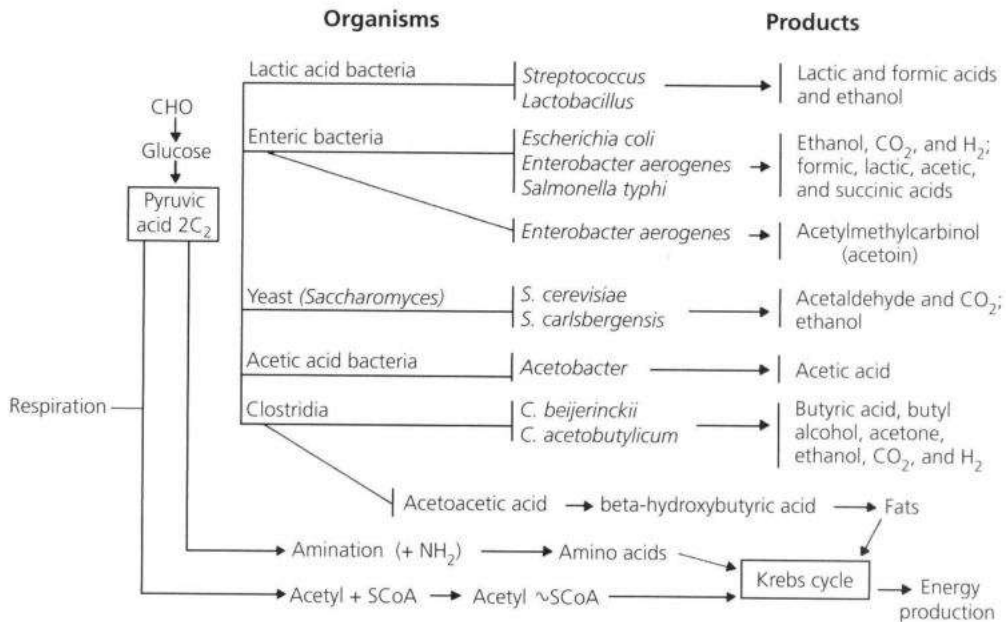 Organisms
Products
Lactic acid bacteria
Streptococcus
Lactobacillus
Lactic and formic acids
and ethanol
CHO
Glucose
Pyruvic
acid 2C₂
Enteric bacteria
Escherichia coli
Enterobacter aerogenes
Salmonella typhi
Ethanol, CO₂, and H₂;
formic, lactic, acetic,
and succinic acids
Enterobacter aerogenes
Acetylmethylcarbinol
(acetoin)
Yeast (Saccharomyces)
S. cerevisiae
S. carlsbergensis
Acetaldehyde and CO₂;
ethanol
Acetic acid bacteria
Acetobacter
Acetic acid
Respiration
Clostridia
C. beijerinckii
C. acetobutylicum
Butyric acid, butyl
alcohol, acetone,
ethanol, CO₂, and H₂
Acetoacetic acid
beta-hydroxybutyric acid
Fats
Amination (+ NH₂)
Amino acids
Krebs cycle
Acetyl + SCoA
Acetyl ~SCoA
Energy
production